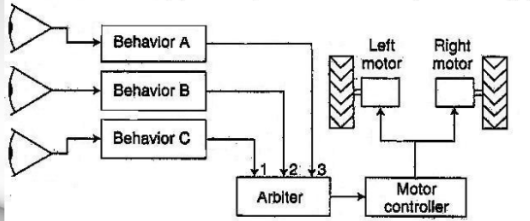 Behavior A
Behavior B
Behavior C
1 2 3
Arbiter
Left
motor
Right
motor
Motor
controller